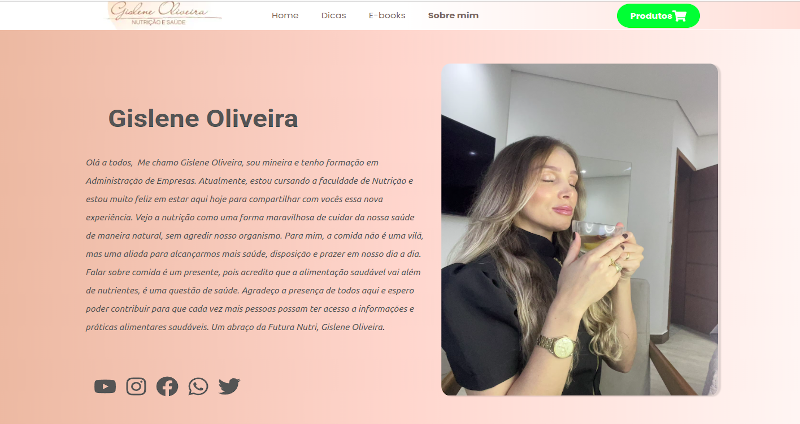 Gislene Oliveira
NUTRIÇÃO E SAÚDE
Home Dicas E-books Sobre mim
Produtos
Gislene Oliveira
Olá a todos, Me chamo Gislene Oliveira, sou mineira e tenho formação em
Administração de Empresas. Atualmente, estou cursando a faculdade de Nutrição e
estou muito feliz em estar aqui hoje para compartilhar com vocês essa nova
experiência. Vejo a nutrição como uma forma maravilhosa de cuidar da nossa saúde
de maneira natural, sem agredir nosso organismo. Para mim, a comida não é uma vilã,
mas uma aliada para alcançarmos mais saúde, disposição e prazer em nosso dia a dia.
Falar sobre comida é um presente, pois acredito que a alimentação saudável vai além
de nutrientes, é uma questão de saúde. Agradeço a presença de todos aqui e espero
poder contribuir para que cada vez mais pessoas possam ter acesso a informações e
práticas alimentares saudáveis. Um abraço da Futura Nutri, Gislene Oliveira.